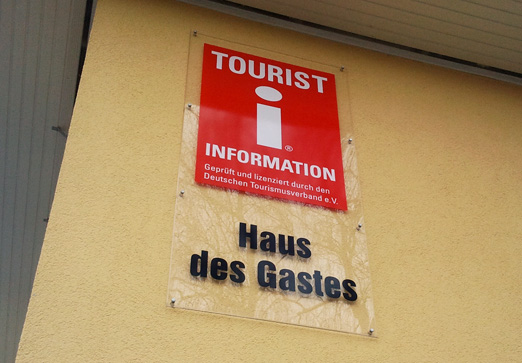 TOURIST
i®
INFORMATION
Geprüft und lizenziert durch den
Deutschen Tourismusverband e.V.
Haus
des Gastes